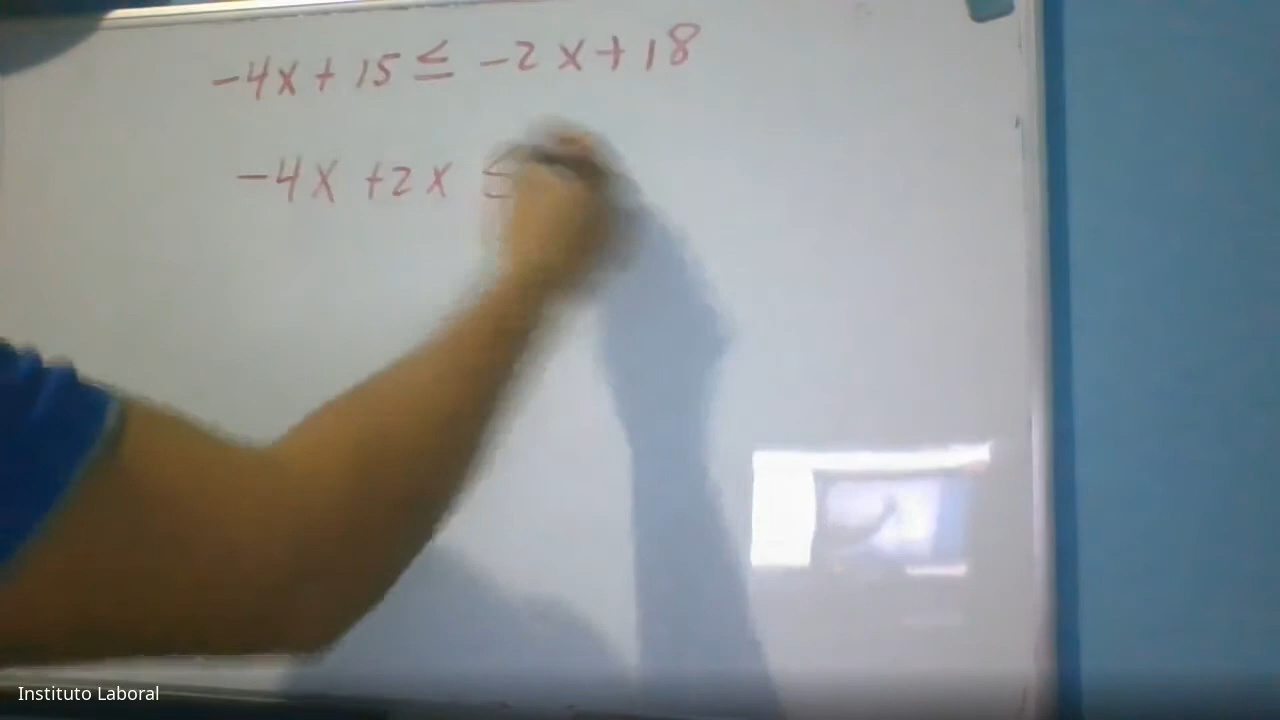 -4x + 15 ≤ -2x + 18
-4x +2x ≤
Instituto Laboral